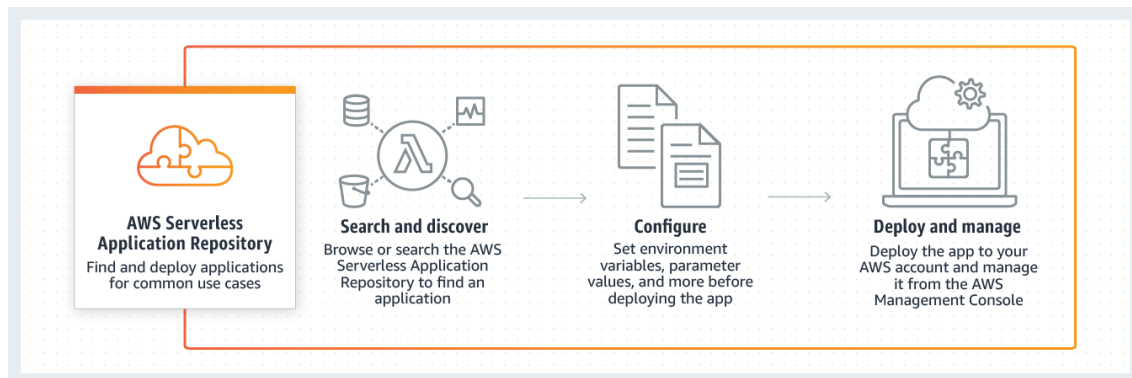 AWS Serverless
Application Repository
Find and deploy applications
for common use cases
Search and discover
Browse or search the AWS
Serverless Application
Repository to find an
application
Configure
Set environment
variables, parameter
values, and more before
deploying the app
Deploy and manage
Deploy the app to your
AWS account and manage
it from the AWS
Management Console